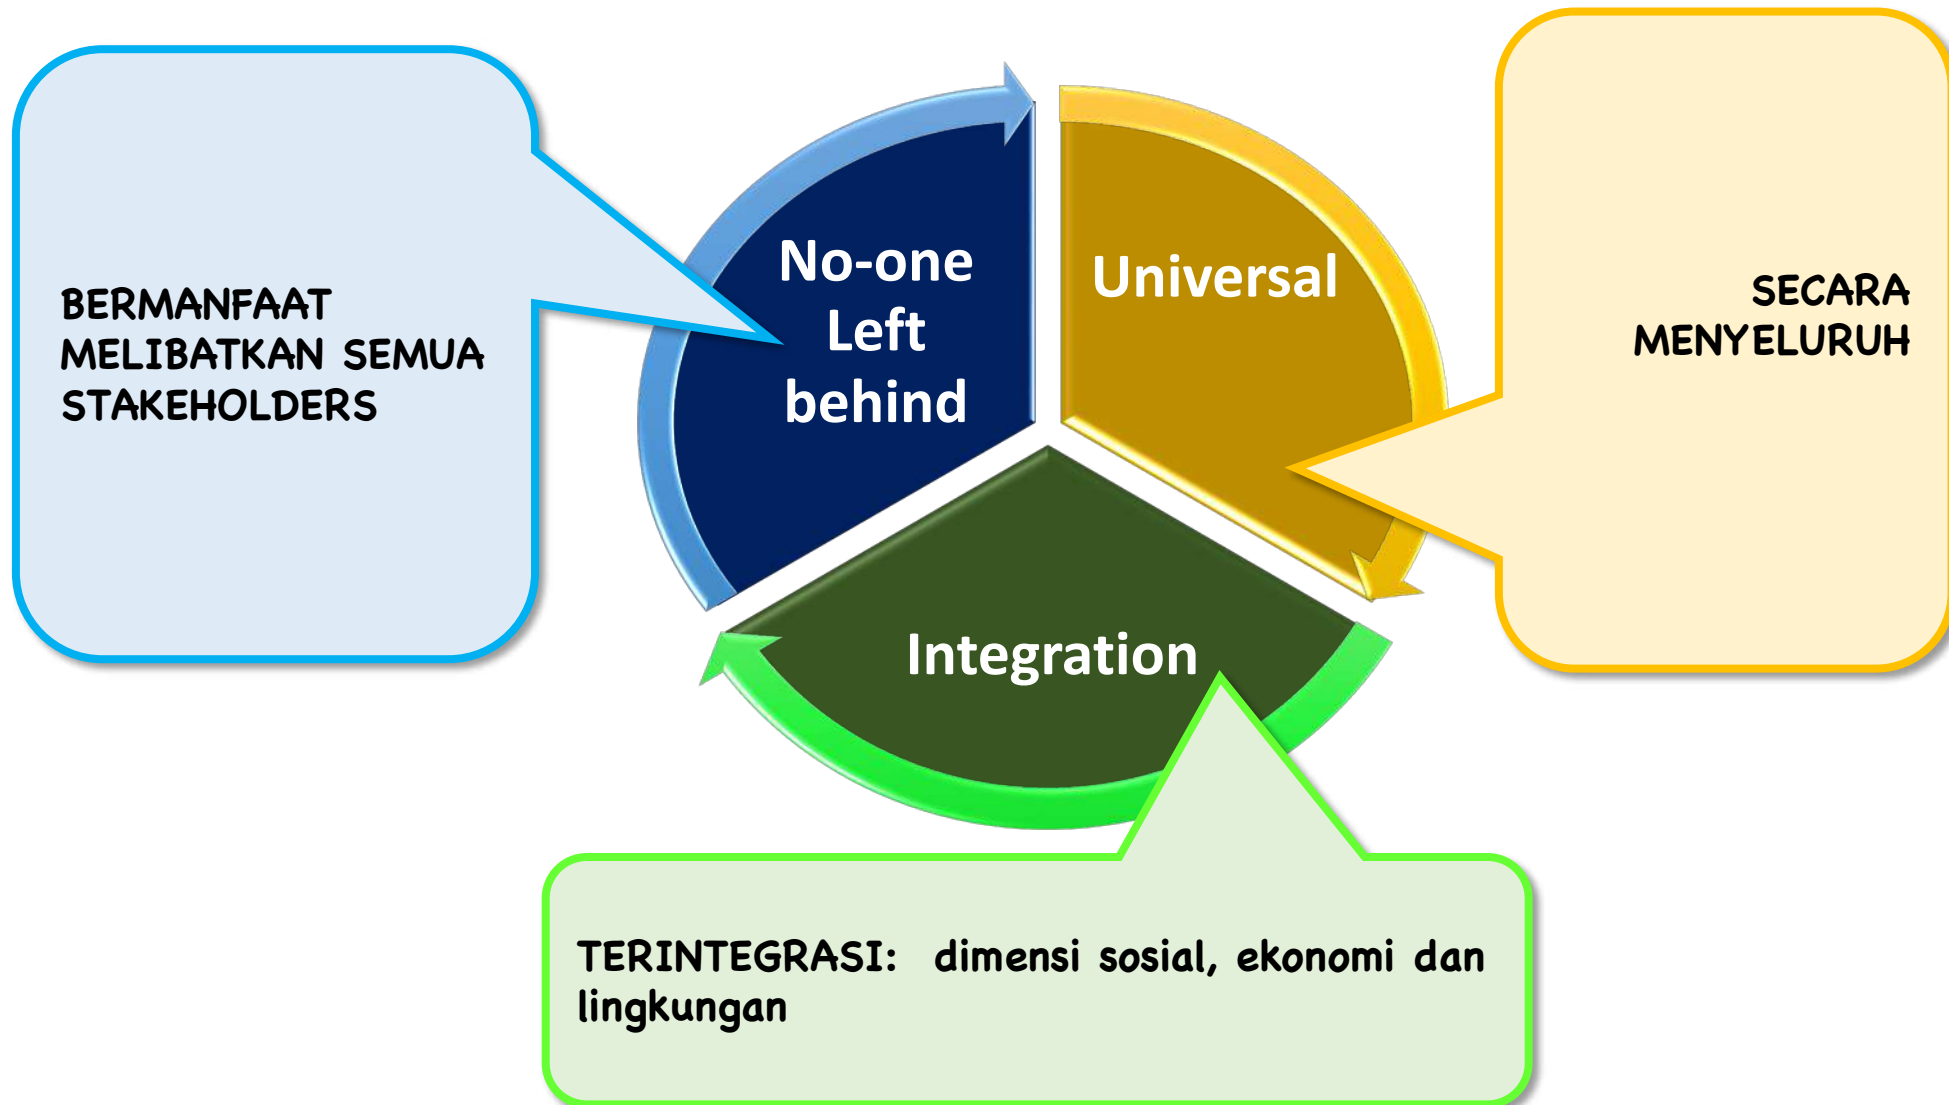 BERMANFAAT
MELIBATKAN SEMUA
STAKEHOLDERS
No-one
Left
behind
Universal
SECARA
MENYELURUH
Integration
TERINTEGRASI: dimensi sosial, ekonomi dan
lingkungan